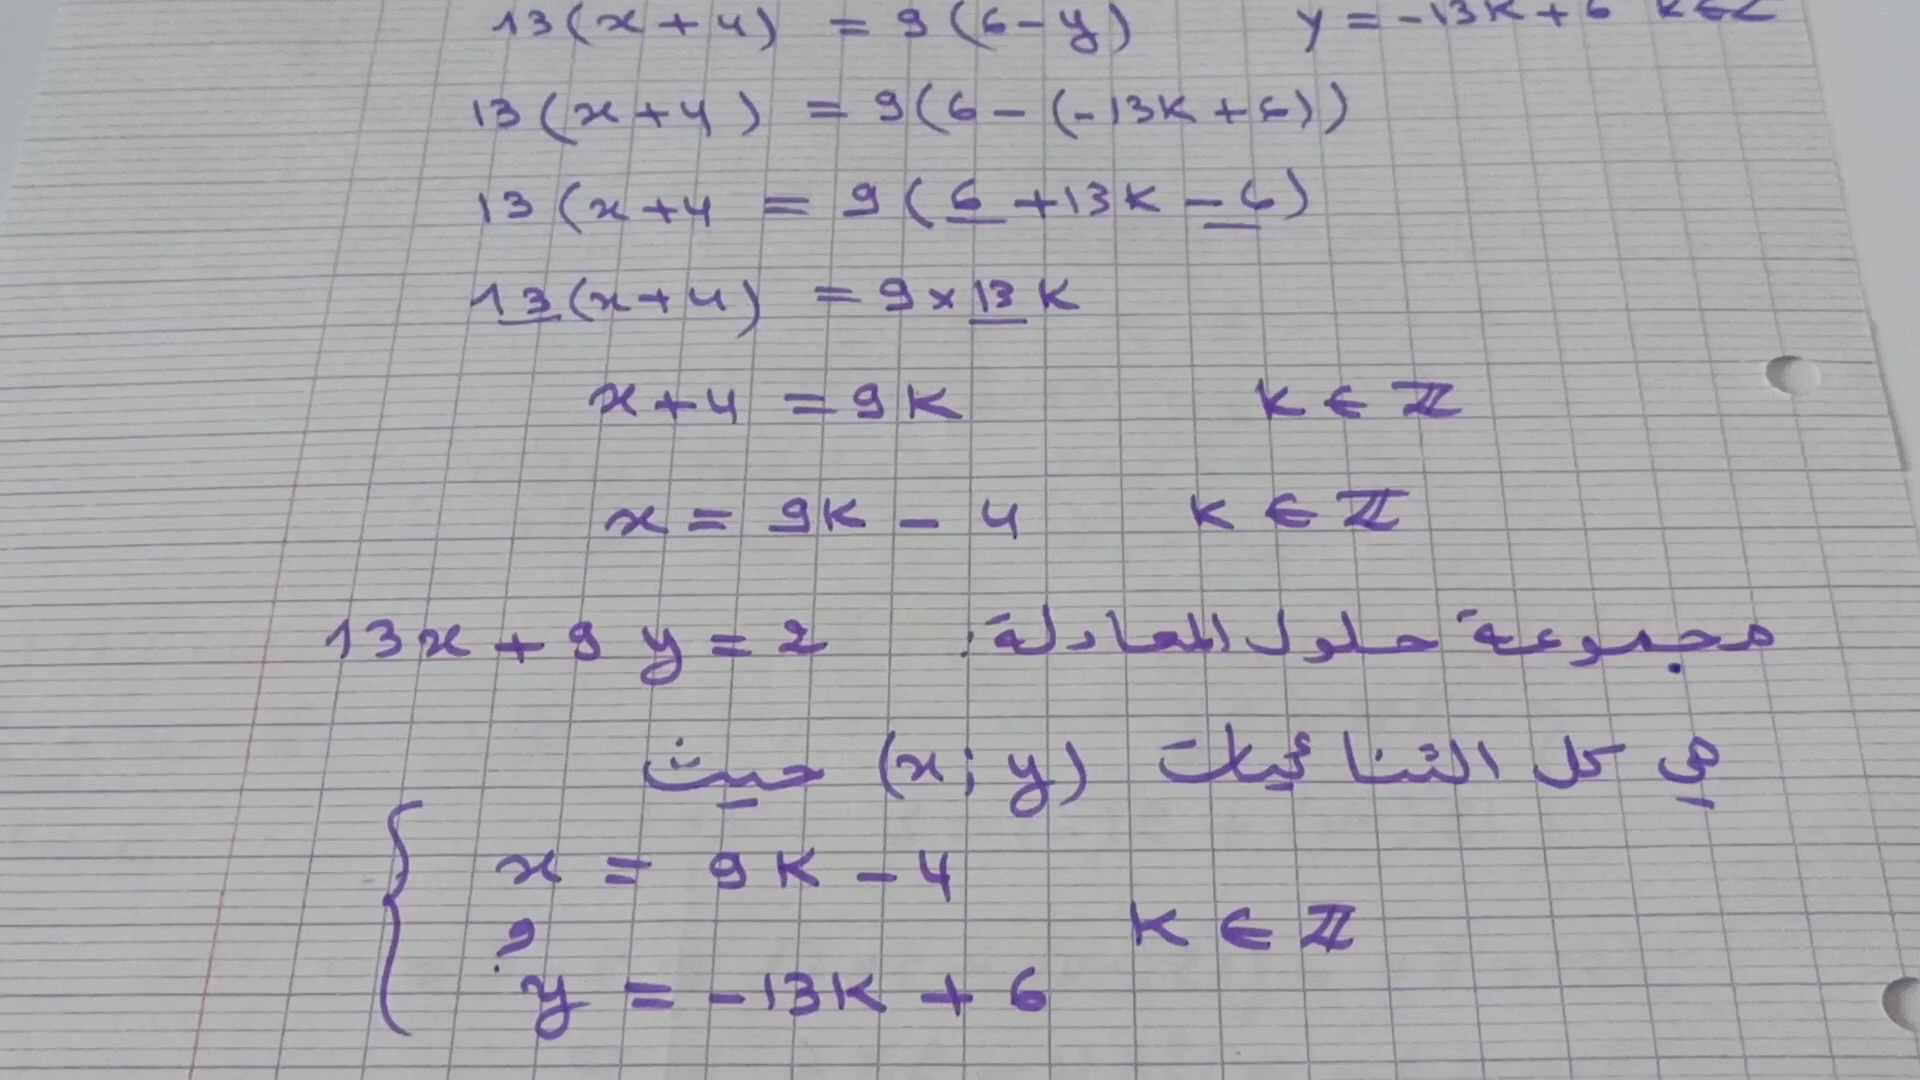 13(x+4) = 9(6-y) y = -13k+6 k∈Z
13(x+4) = 9(6-(-13k+6))
13(x+4 = 9(6+13k-6)
13(x+4) = 9×13k
x+4 = 9k k∈ℤ
x = 9k - 4 k∈ℤ
مجموعة حلول المعادلة: 13x + 9y = 2
هي كل الثنائيات (x; y) حيث
{ x = 9k - 4
و k∈ℤ
y = -13k + 6